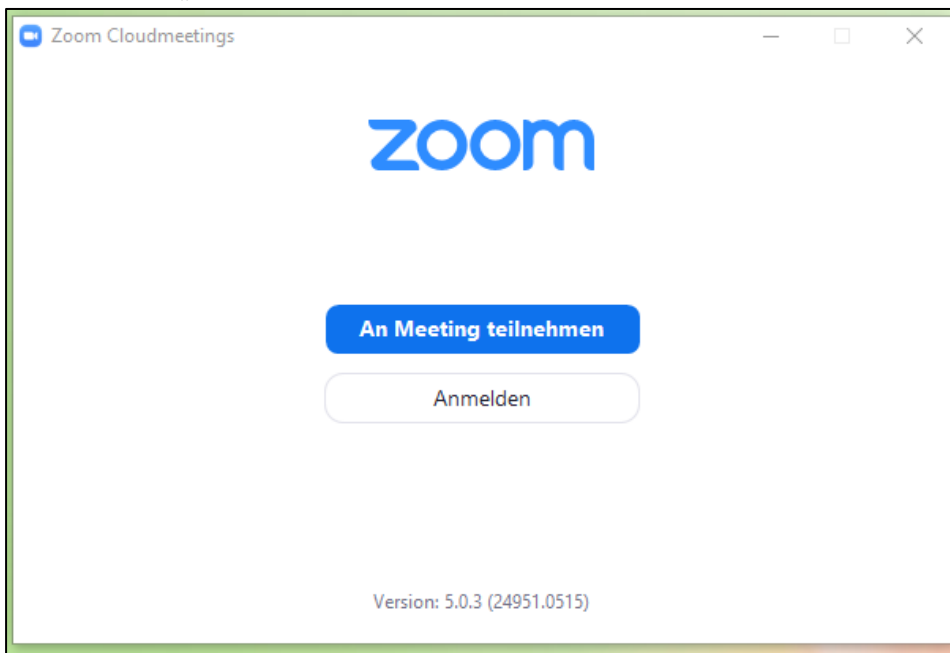 Zoom Cloudmeetings
zoom
An Meeting teilnehmen
Anmelden
Version: 5.0.3 (24951.0515)